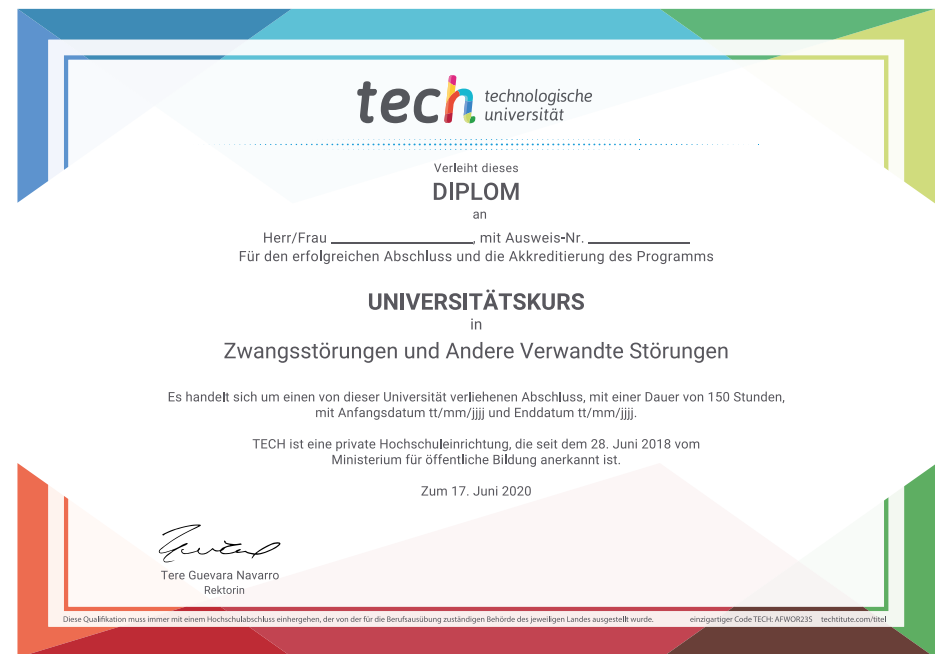 tech technologische
universität
Verleiht dieses
DIPLOM
an
Herr/Frau ____________, mit Ausweis-Nr. ____________
Für den erfolgreichen Abschluss und die Akkreditierung des Programms
UNIVERSITÄTSKURS
in
Zwangsstörungen und Andere Verwandte Störungen
Es handelt sich um einen von dieser Universität verliehenen Abschluss, mit einer Dauer von 150 Stunden,
mit Anfangsdatum tt/mm/jjjj und Enddatum tt/mm/jjjj.
TECH ist eine private Hochschuleinrichtung, die seit dem 28. Juni 2018 vom
Ministerium für öffentliche Bildung anerkannt ist.
Zum 17. Juni 2020
Tere Guevara Navarro
Rektorin
Diese Qualifikation muss immer mit einem Hochschulabschluss einhergehen, der von der für die Berufsausübung zuständigen Behörde des jeweiligen Landes ausgestellt wurde. einzigartiger Code TECH: AFWOR23S techtitute.com/titel